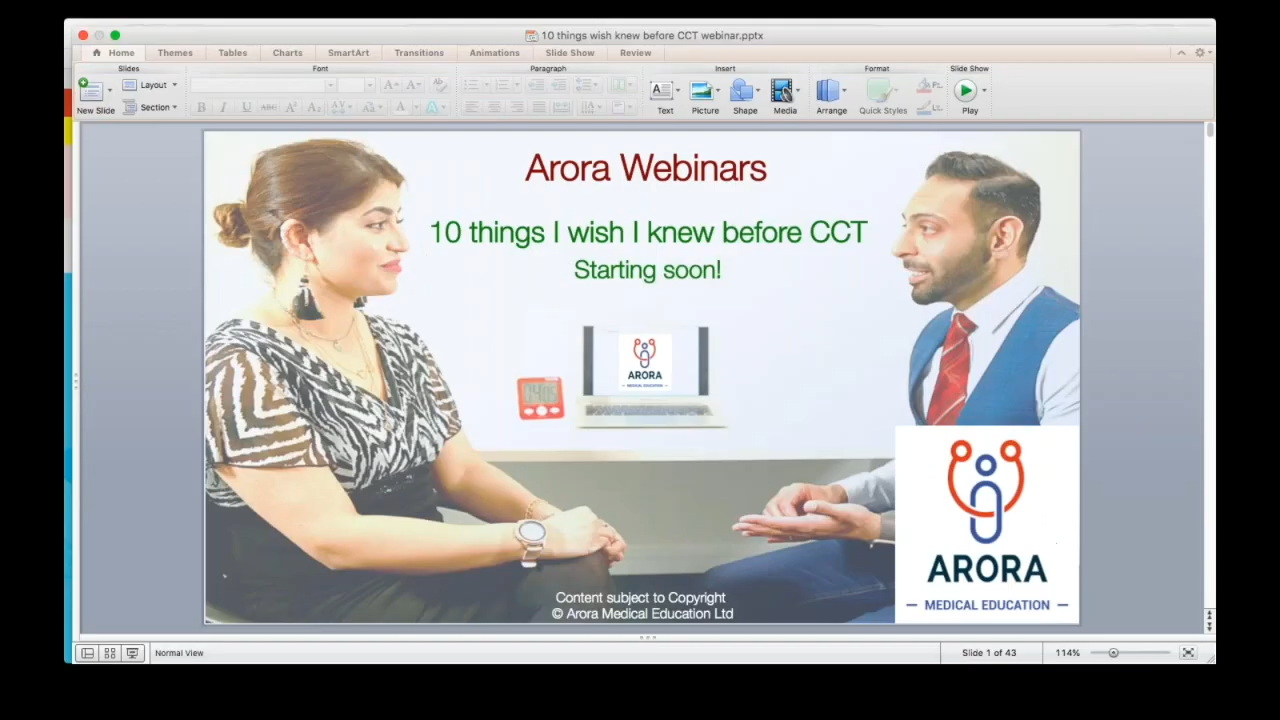 10 things wish knew before CCT webinar.pptx
Home Themes Tables Charts SmartArt Transitions Animations Slide Show Review
Slides Font Paragraph Insert Format Slide Show
Layout
Section
New Slide Text Picture Shape Media Arrange Quick Styles Play
Arora Webinars
10 things I wish I knew before CCT
Starting soon!
ARORA
MEDICAL EDUCATION
ARORA
MEDICAL EDUCATION
Content subject to Copyright
© Arora Medical Education Ltd
Normal View Slide 1 of 43 114%